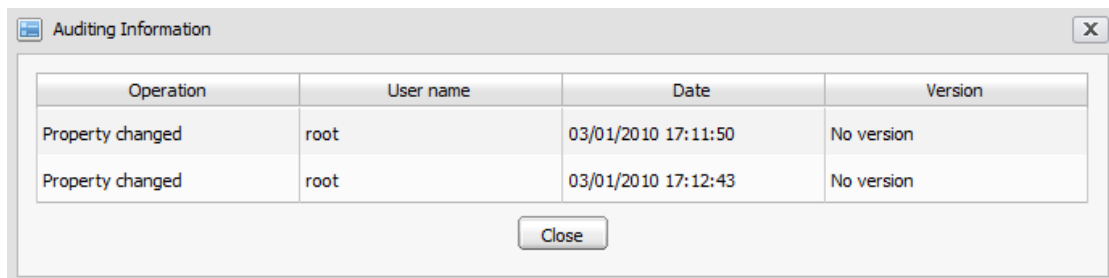 Auditing Information
X
Operation User name Date Version
Property changed root 03/01/2010 17:11:50 No version
Property changed root 03/01/2010 17:12:43 No version
Close